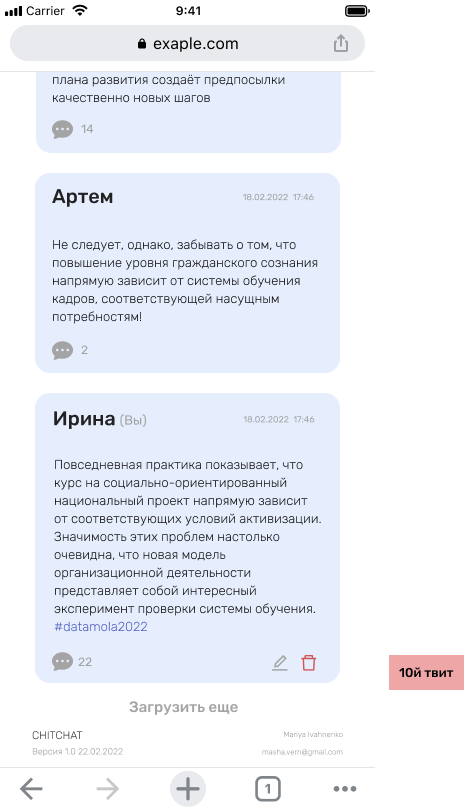 Carrier 9:41
exaple.com
плана развития создаёт предпосылки
качественно новых шагов
14
Артем 18.02.2022 17:46
Не следует, однако, забывать о том, что
повышение уровня гражданского сознания
напрямую зависит от системы обучения
кадров, соответствующей насущным
потребностям!
2
Ирина (Вы) 18.02.2022 17:46
Повседневная практика показывает, что
курс на социально-ориентированный
национальный проект напрямую зависит
от соответствующих условий активизации.
Значимость этих проблем настолько
очевидна, что новая модель
организационной деятельности
представляет собой интересный
эксперимент проверки системы обучения.
#datamola2022
22
10й твит
Загрузить еще
CHITCHAT Mariya Ivahnenko
Версия 1.0 22.02.2022 masha.vern@gmail.com
1